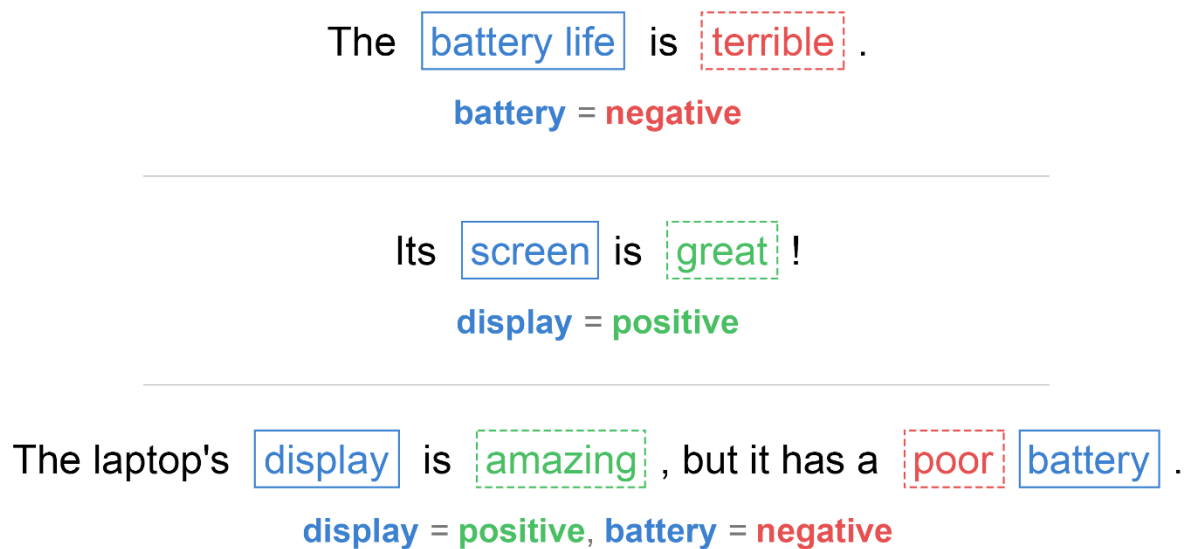 The battery life is terrible .
battery = negative
Its screen is great !
display = positive
The laptop's display is amazing , but it has a poor battery .
display = positive, battery = negative